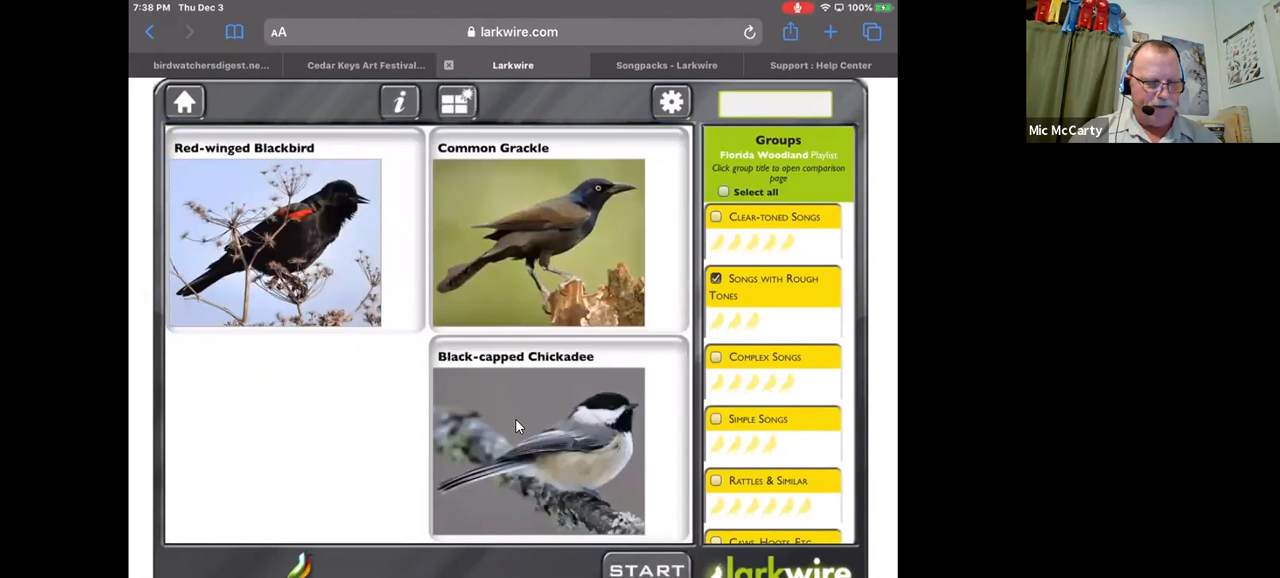 7:38 PM Thu Dec 3
100%
AA
larkwire.com
birdwatchersdigest.ne...
Cedar Keys Art Festival...
Larkwire
Songpacks - Larkwire
Support : Help Center
Mic McCarty
i
Red-winged Blackbird
Common Grackle
Black-capped Chickadee
Groups
Florida Woodland Playlist
Click group title to open comparison
page
Select all
Clear-toned Songs
Songs with Rough
Tones
Complex Songs
Simple Songs
Rattles & Similar
Caws, Hoots, Etc.
START
larkwire